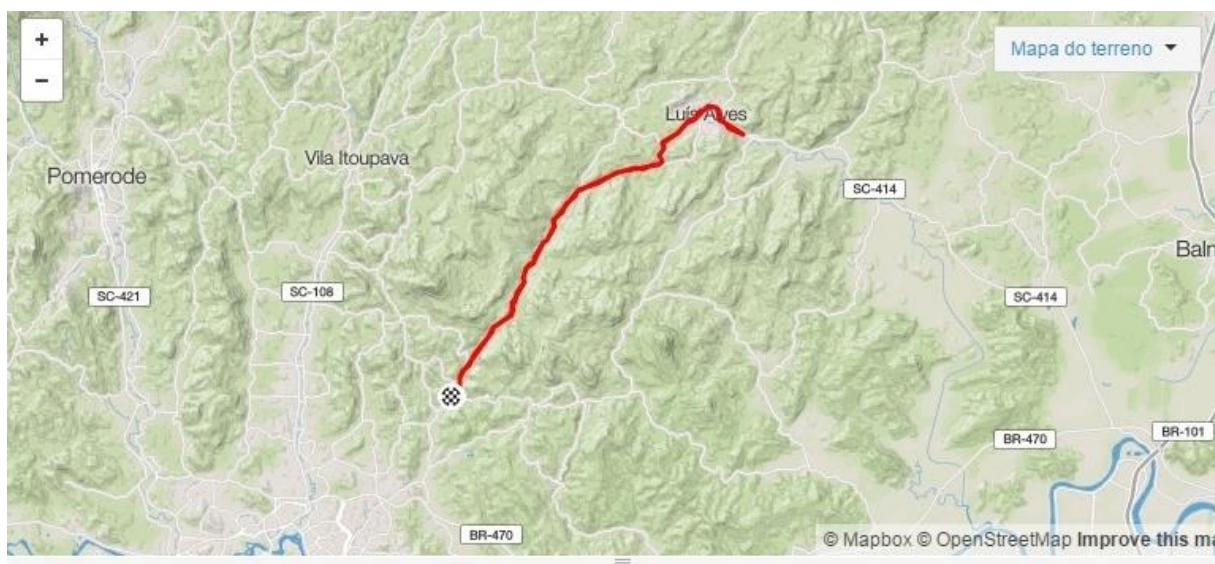 +
Mapa do terreno
−
Luís Alves
Vila Itoupava
Pomerode
SC-414
Baln
SC-421
SC-108
SC-414
BR-470
BR-101
BR-470
© Mapbox © OpenStreetMap Improve this ma